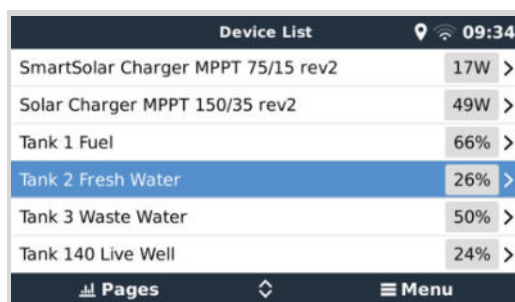 Device List 09:34
SmartSolar Charger MPPT 75/15 rev2 17W
Solar Charger MPPT 150/35 rev2 49W
Tank 1 Fuel 66%
Tank 2 Fresh Water 26%
Tank 3 Waste Water 50%
Tank 140 Live Well 24%
Pages Menu